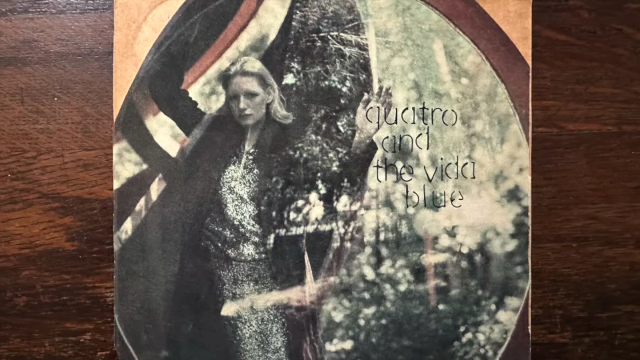 quatro
and
the vida
blue